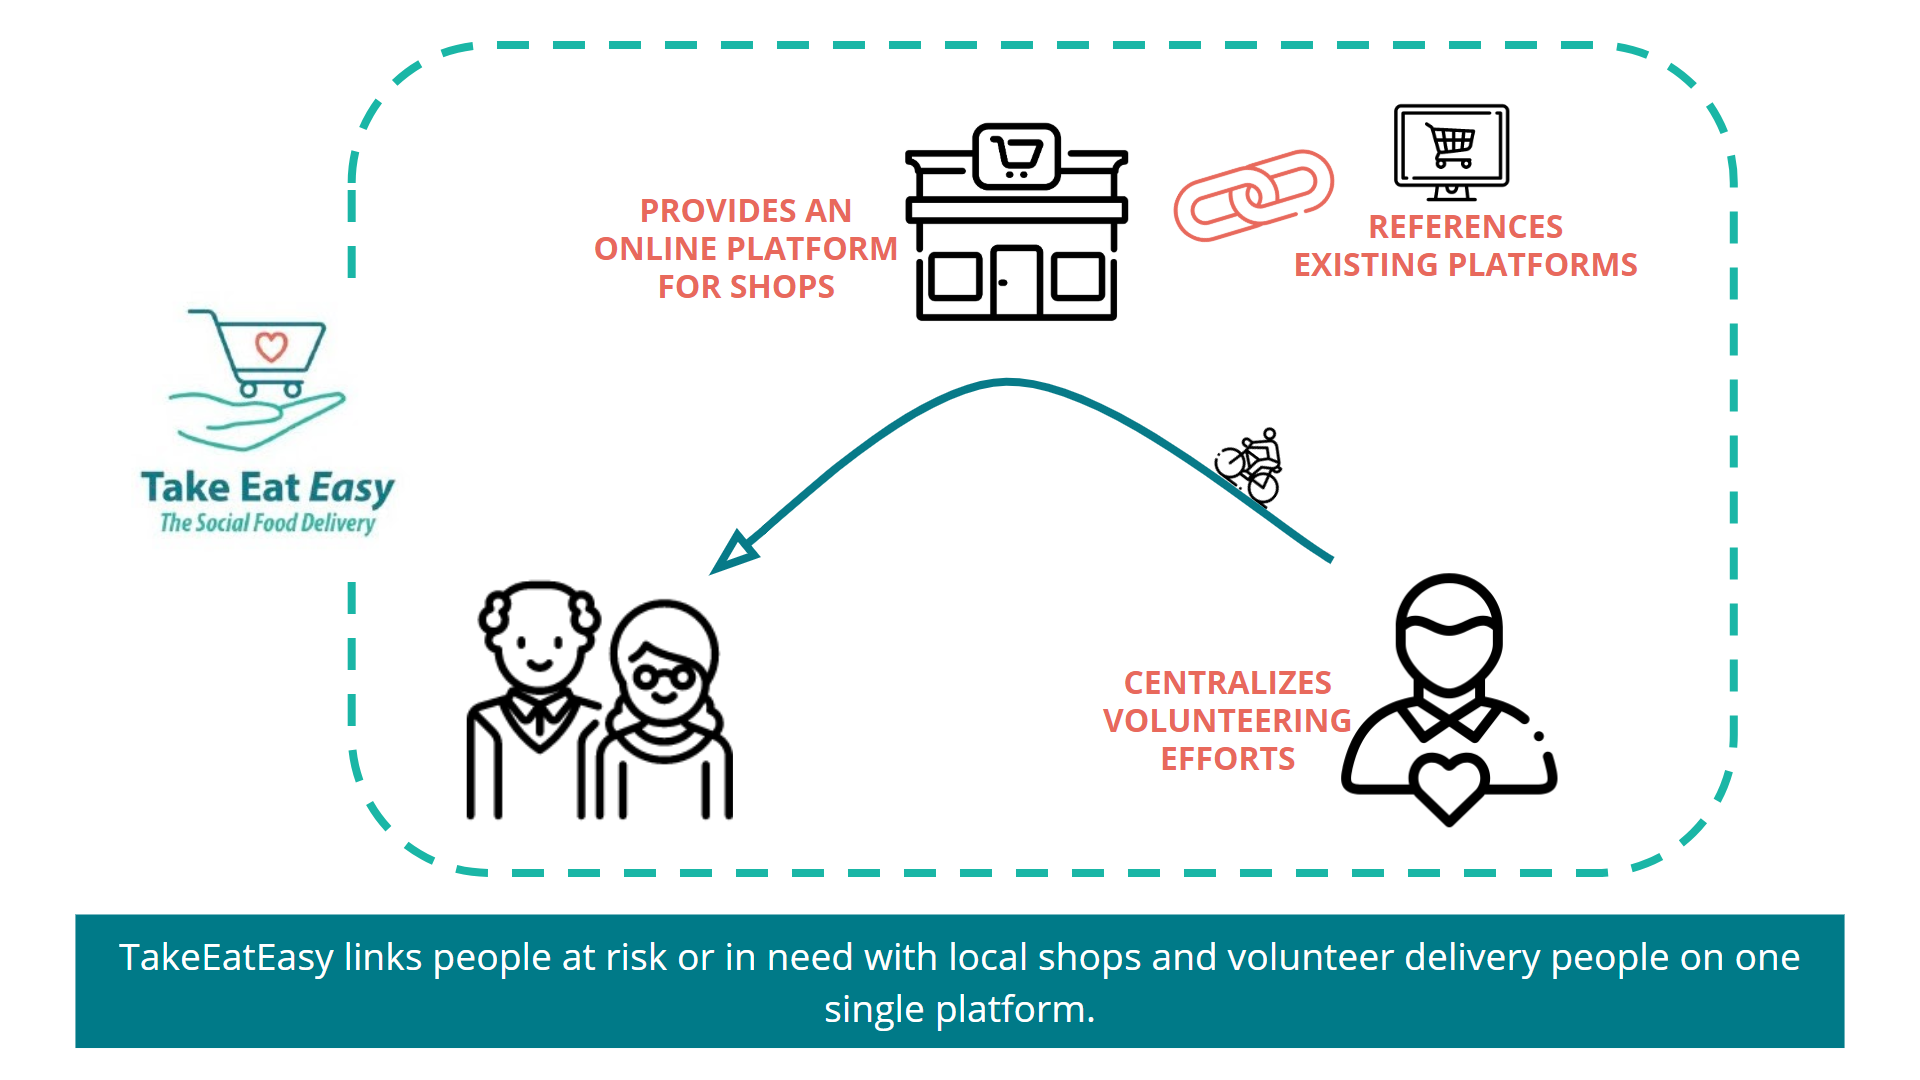 PROVIDES AN
ONLINE PLATFORM
FOR SHOPS
REFERENCES
EXISTING PLATFORMS
Take Eat Easy
The Social Food Delivery
CENTRALIZES
VOLUNTEERING
EFFORTS
TakeEatEasy links people at risk or in need with local shops and volunteer delivery people on one
single platform.